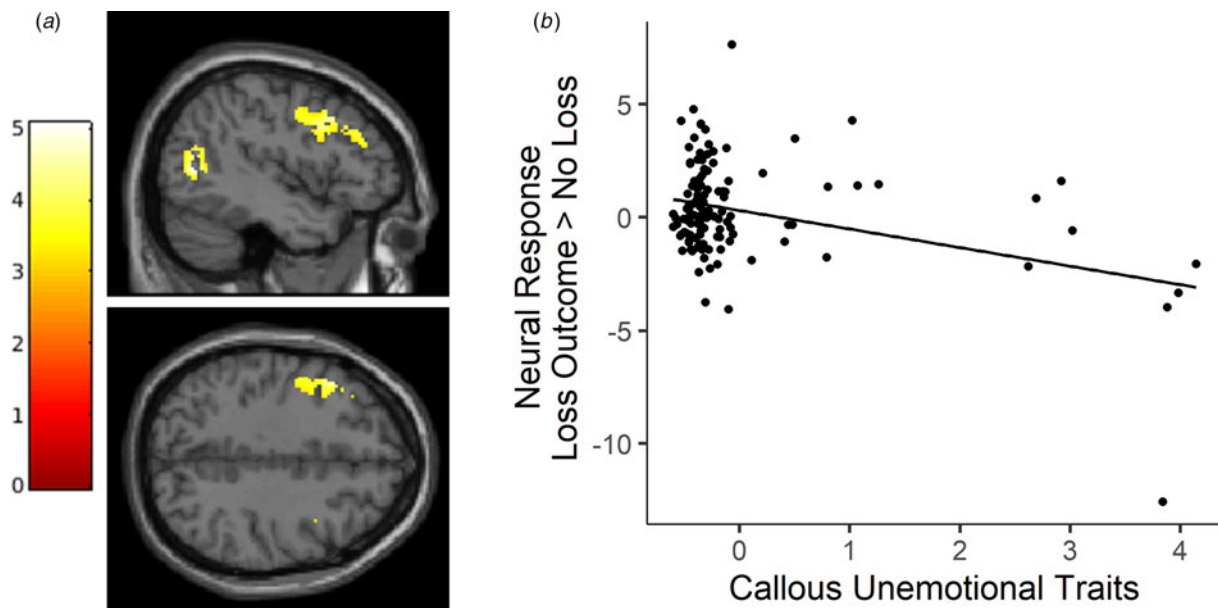 (a)
5
4
3
2
1
0
(b)
Neural Response
Loss Outcome > No Loss
5
0
-5
-10
0 1 2 3 4
Callous Unemotional Traits